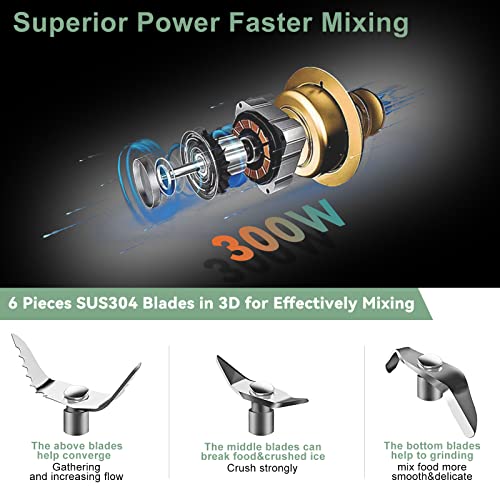 Superior Power Faster Mixing
300W
6 Pieces SUS304 Blades in 3D for Effectively Mixing
The above blades
help converge
Gathering
and increasing flow
The middle blades can
break food&crushed ice
Crush strongly
The bottom blades
help to grinding
mix food more
smooth&delicate